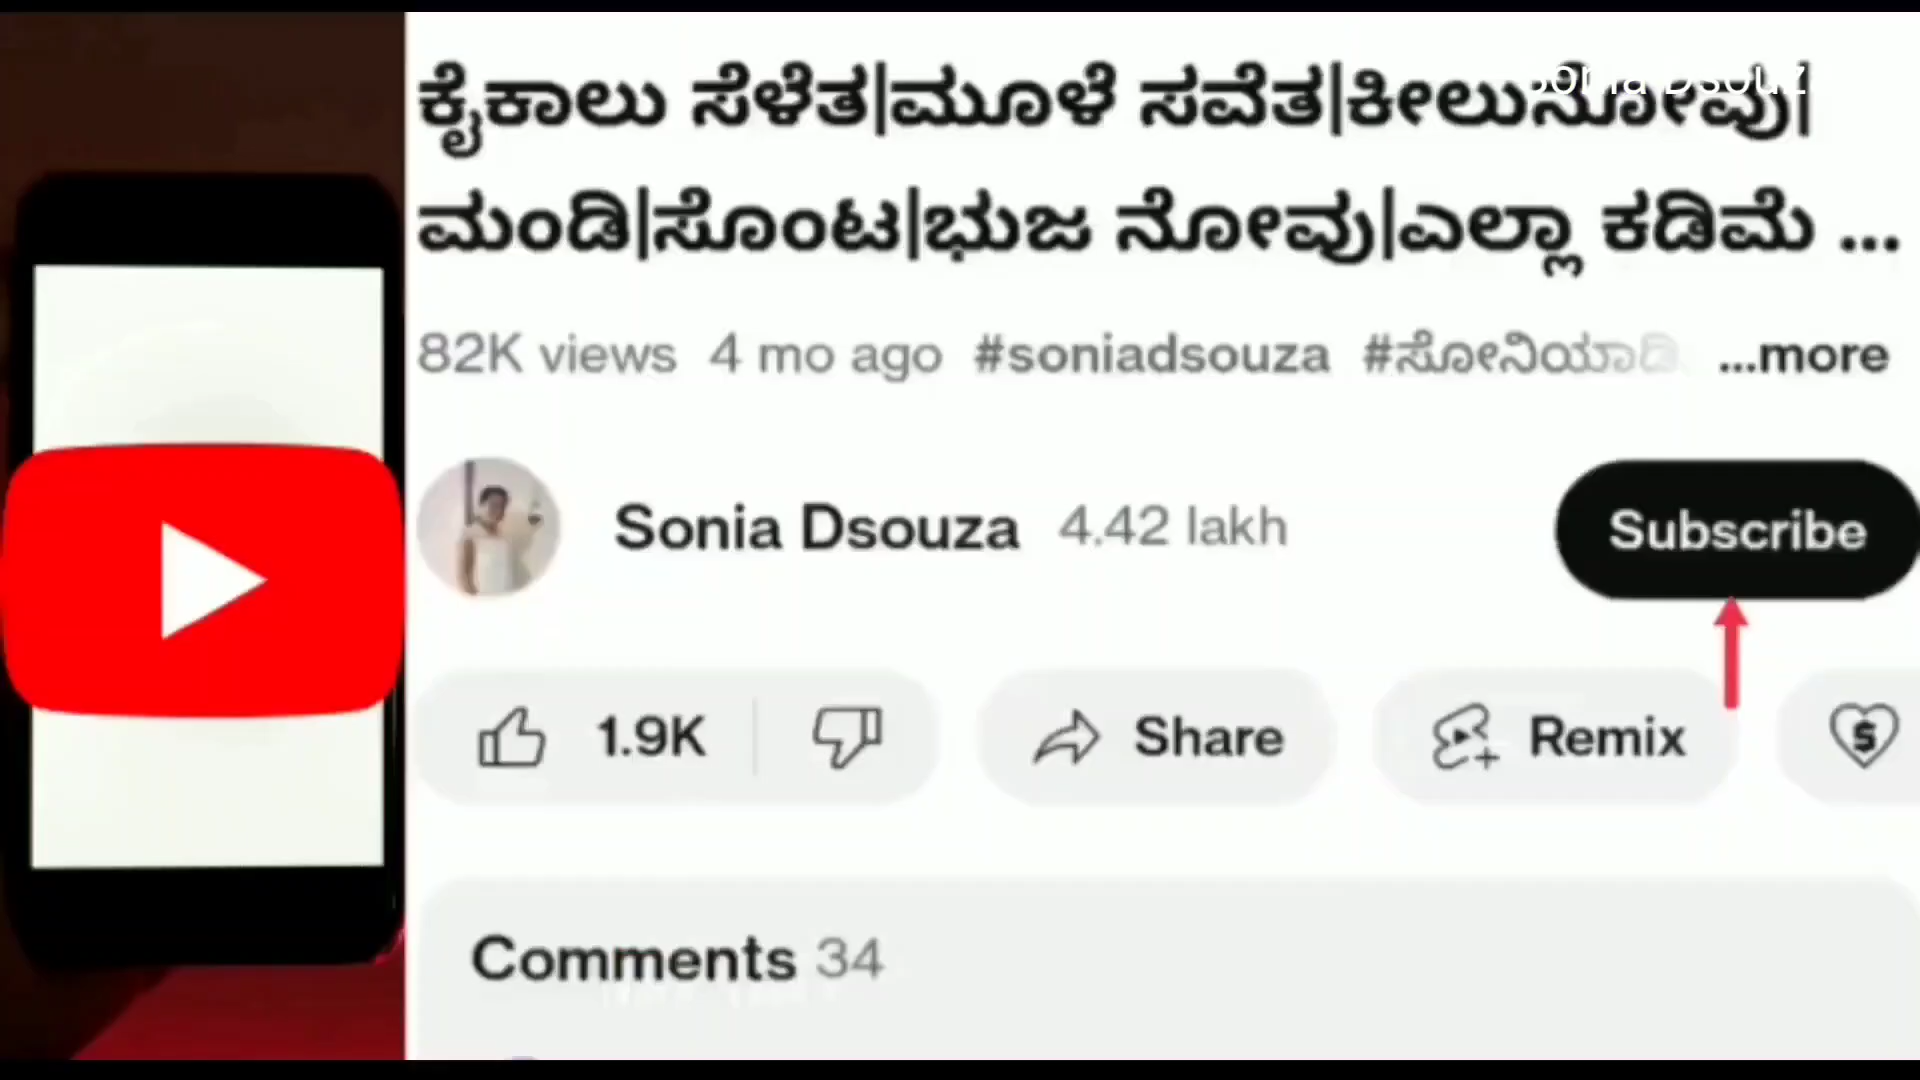 ಕೈಕಾಲು ಸೆಳೆತ|ಮೂಳೆ ಸವೆತ|ಕೀಲುನೋವು|
ಮಂಡಿ|ಸೊಂಟ|ಭುಜ ನೋವು|ಎಲ್ಲಾ ಕಡಿಮೆ ...
82K views 4 mo ago #soniadsouza #ಸೋನಿಯಾಡಿ ...more
Sonia Dsouza 4.42 lakh Subscribe
1.9K Share Remix
Comments 34